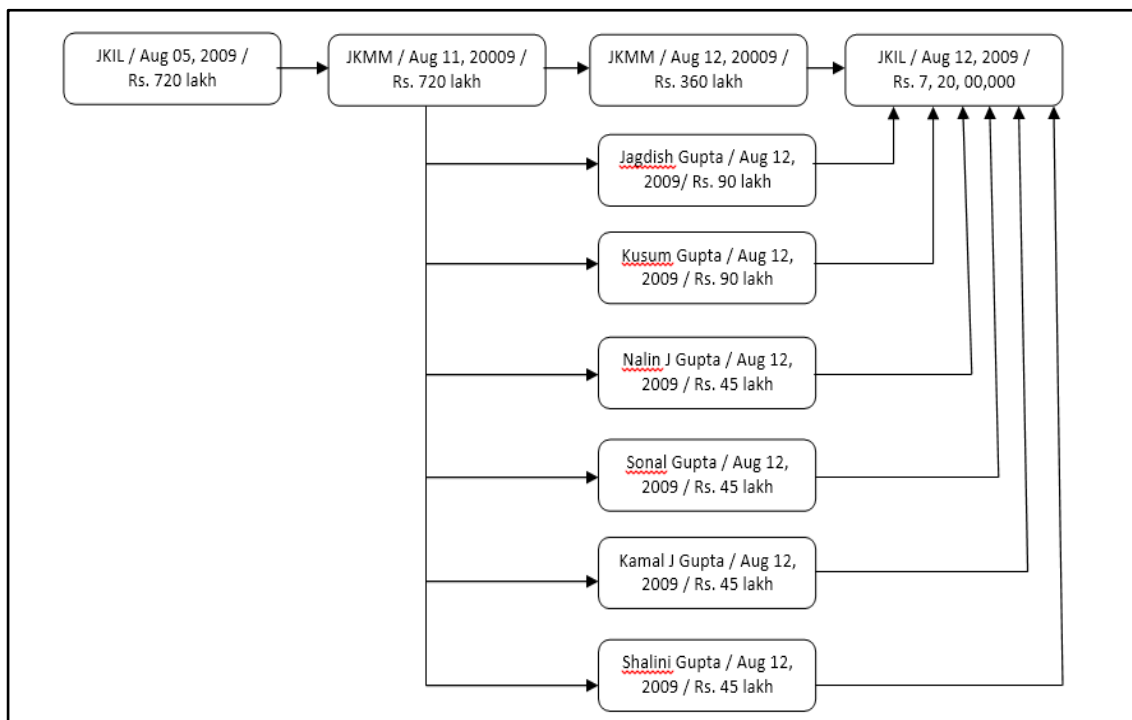 JKIL / Aug 05, 2009 /
Rs. 720 lakh
JKMM / Aug 11, 20009 /
Rs. 720 lakh
JKMM / Aug 12, 20009 /
Rs. 360 lakh
JKIL / Aug 12, 2009 /
Rs. 7, 20, 00,000
Jagdish Gupta / Aug 12,
2009/ Rs. 90 lakh
Kusum Gupta / Aug 12,
2009 / Rs. 90 lakh
Nalin J Gupta / Aug 12,
2009 / Rs. 45 lakh
Sonal Gupta / Aug 12,
2009 / Rs. 45 lakh
Kamal J Gupta / Aug 12,
2009 / Rs. 45 lakh
Shalini Gupta / Aug 12,
2009 / Rs. 45 lakh